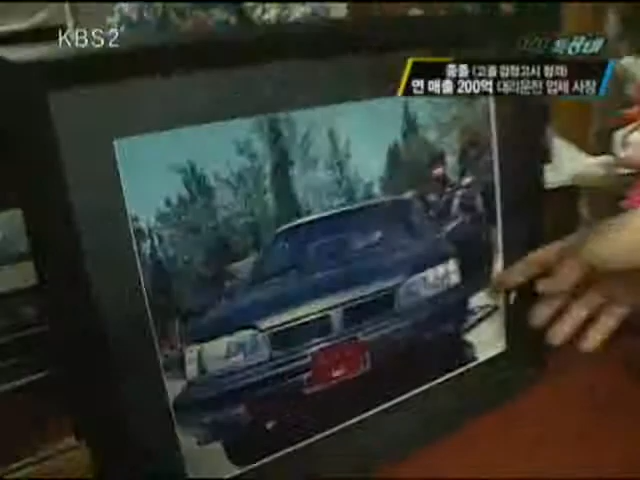 KBS2
중졸 (고졸 검정고시 합격)
연 매출 200억 대리운전 업체 사장